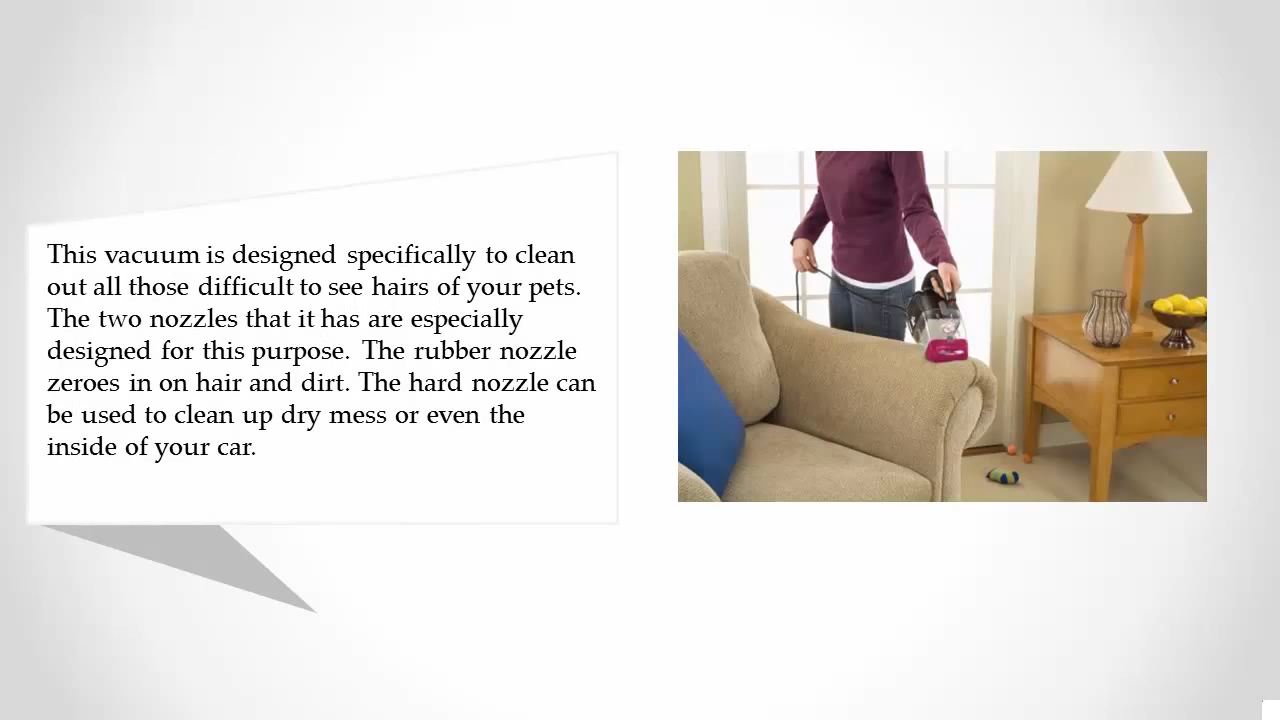 This vacuum is designed specifically to clean
out all those difficult to see hairs of your pets.
The two nozzles that it has are especially
designed for this purpose. The rubber nozzle
zeroes in on hair and dirt. The hard nozzle can
be used to clean up dry mess or even the
inside of your car.